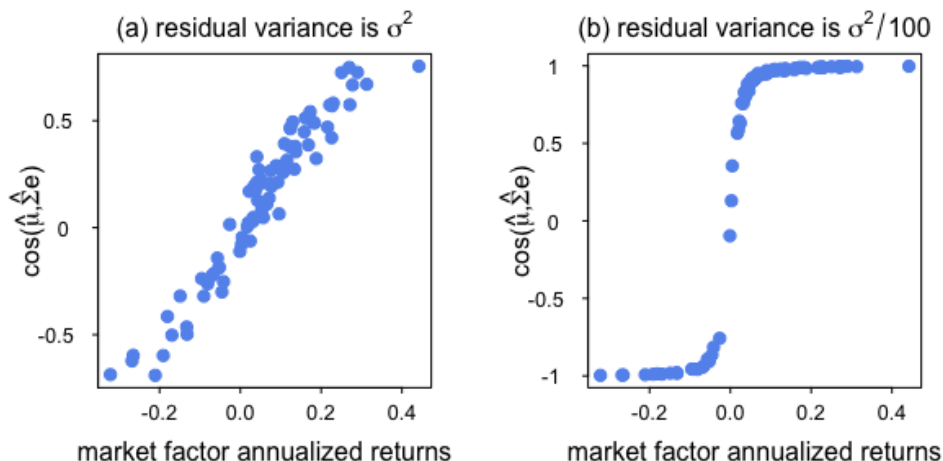 (a) residual variance is σ²
cos(μ̂,Σ̂e)
0.5
0
-0.5
-0.2 0.0 0.2 0.4
market factor annualized returns
(b) residual variance is σ²/100
cos(μ̂,Σ̂e)
1
0.5
0
-0.5
-1
-0.2 0.0 0.2 0.4
market factor annualized returns